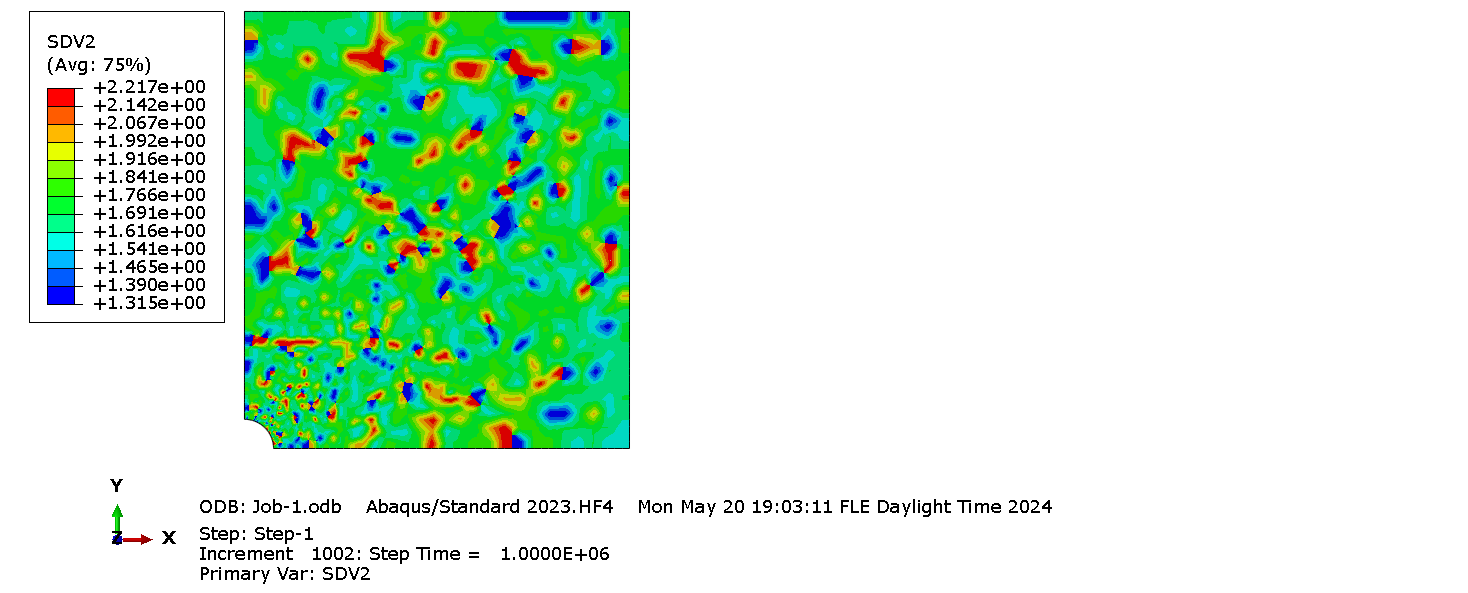 SDV2
(Avg: 75%)
+2.217e+00
+2.142e+00
+2.067e+00
+1.992e+00
+1.916e+00
+1.841e+00
+1.766e+00
+1.691e+00
+1.616e+00
+1.541e+00
+1.465e+00
+1.390e+00
+1.315e+00
Y
Z
X
ODB: Job-1.odb    Abaqus/Standard 2023.HF4    Mon May 20 19:03:11 FLE Daylight Time 2024
Step: Step-1
Increment   1002: Step Time =   1.0000E+06
Primary Var: SDV2